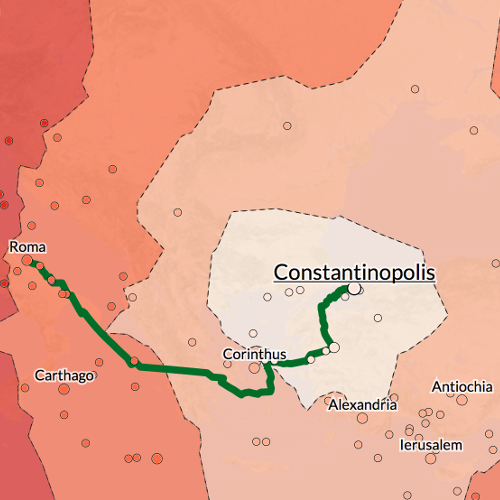 Roma
Constantinopolis
Corinthus
Carthago
Antiochia
Alexandria
Ierusalem